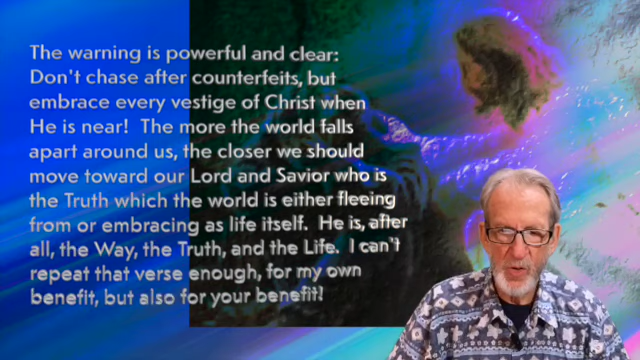 The warning is powerful and clear:
Don't chase after counterfeits, but
embrace every vestige of Christ when
He is near! The more the world falls
apart around us, the closer we should
move toward our Lord and Savior who is
the Truth which the world is either fleeing
from or embracing as life itself. He is, after
all, the Way, the Truth, and the Life. I can't
repeat that verse enough, for my own
benefit, but also for your benefit!